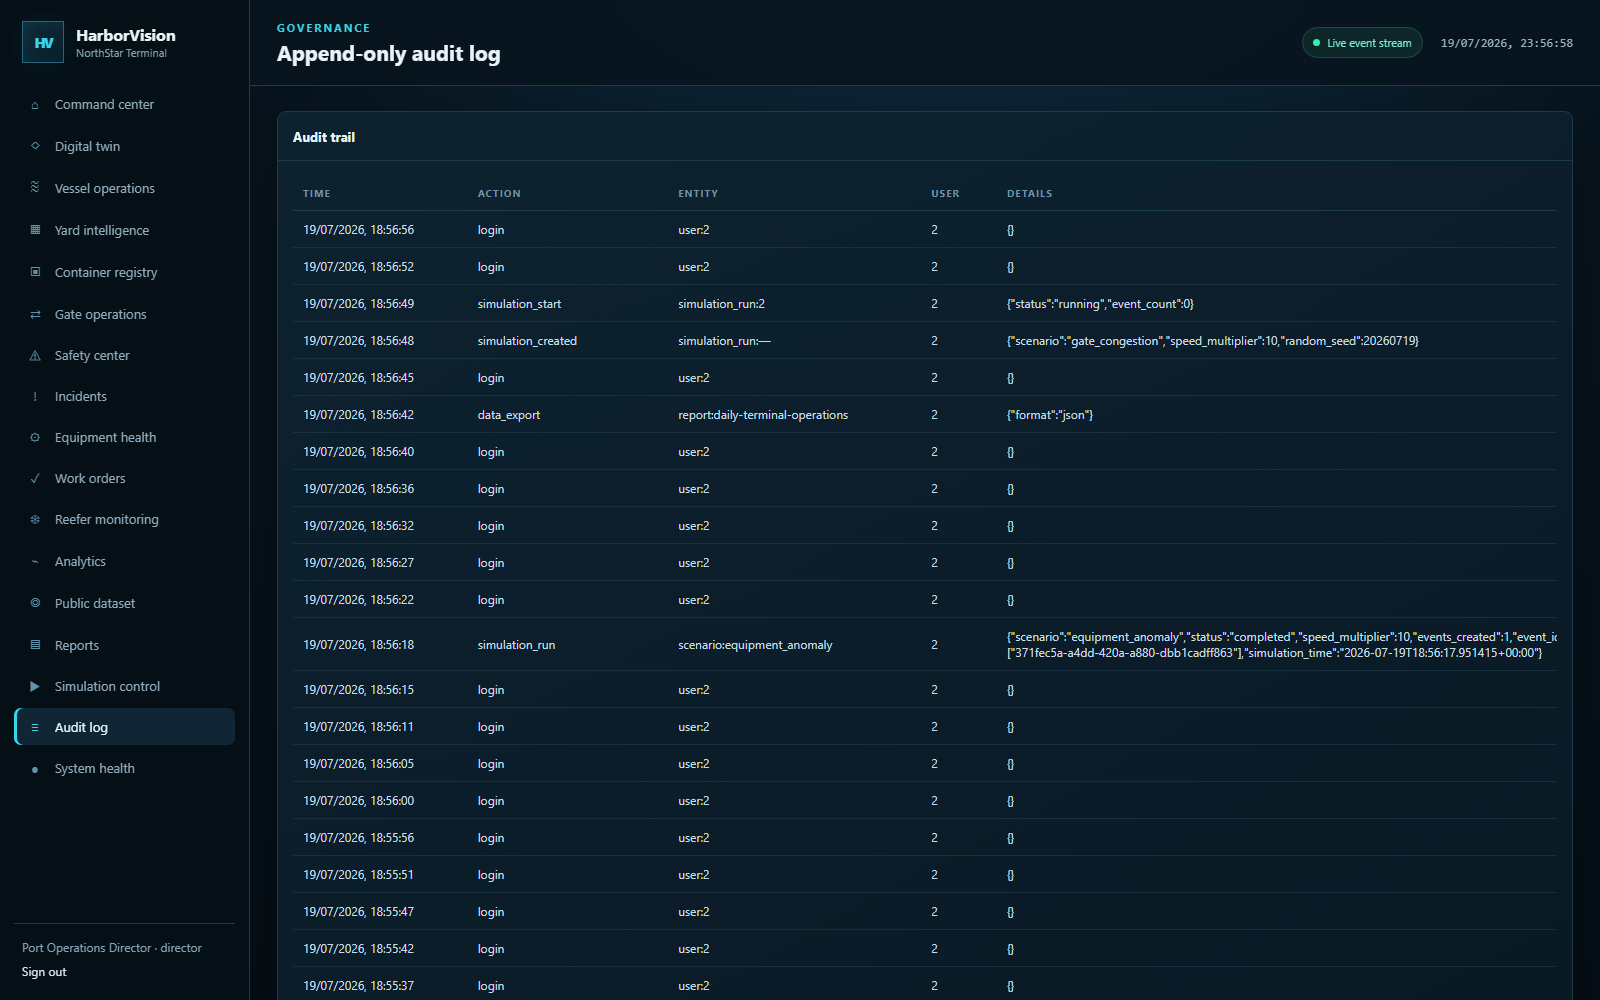 HV
HarborVision
NorthStar Terminal
Command center
Digital twin
Vessel operations
Yard intelligence
Container registry
Gate operations
Safety center
Incidents
Equipment health
Work orders
Reefer monitoring
Analytics
Public dataset
Reports
Simulation control
Audit log
System health
Port Operations Director · director
Sign out
GOVERNANCE
Append-only audit log
Live event stream
19/07/2026, 23:56:58
Audit trail
TIME ACTION ENTITY USER DETAILS
19/07/2026, 18:56:56 login user:2 2 {}
19/07/2026, 18:56:52 login user:2 2 {}
19/07/2026, 18:56:49 simulation_start simulation_run:2 2 {"status":"running","event_count":0}
19/07/2026, 18:56:48 simulation_created simulation_run:— 2 {"scenario":"gate_congestion","speed_multiplier":10,"random_seed":20260719}
19/07/2026, 18:56:45 login user:2 2 {}
19/07/2026, 18:56:42 data_export report:daily-terminal-operations 2 {"format":"json"}
19/07/2026, 18:56:40 login user:2 2 {}
19/07/2026, 18:56:36 login user:2 2 {}
19/07/2026, 18:56:32 login user:2 2 {}
19/07/2026, 18:56:27 login user:2 2 {}
19/07/2026, 18:56:22 login user:2 2 {}
19/07/2026, 18:56:18 simulation_run scenario:equipment_anomaly 2 {"scenario":"equipment_anomaly","status":"completed","speed_multiplier":10,"events_created":1,"event_ic
["371fec5a-a4dd-420a-a880-dbb1cadff863"],"simulation_time":"2026-07-19T18:56:17.951415+00:00"}
19/07/2026, 18:56:15 login user:2 2 {}
19/07/2026, 18:56:11 login user:2 2 {}
19/07/2026, 18:56:05 login user:2 2 {}
19/07/2026, 18:56:00 login user:2 2 {}
19/07/2026, 18:55:56 login user:2 2 {}
19/07/2026, 18:55:51 login user:2 2 {}
19/07/2026, 18:55:47 login user:2 2 {}
19/07/2026, 18:55:42 login user:2 2 {}
19/07/2026, 18:55:37 login user:2 2 {}